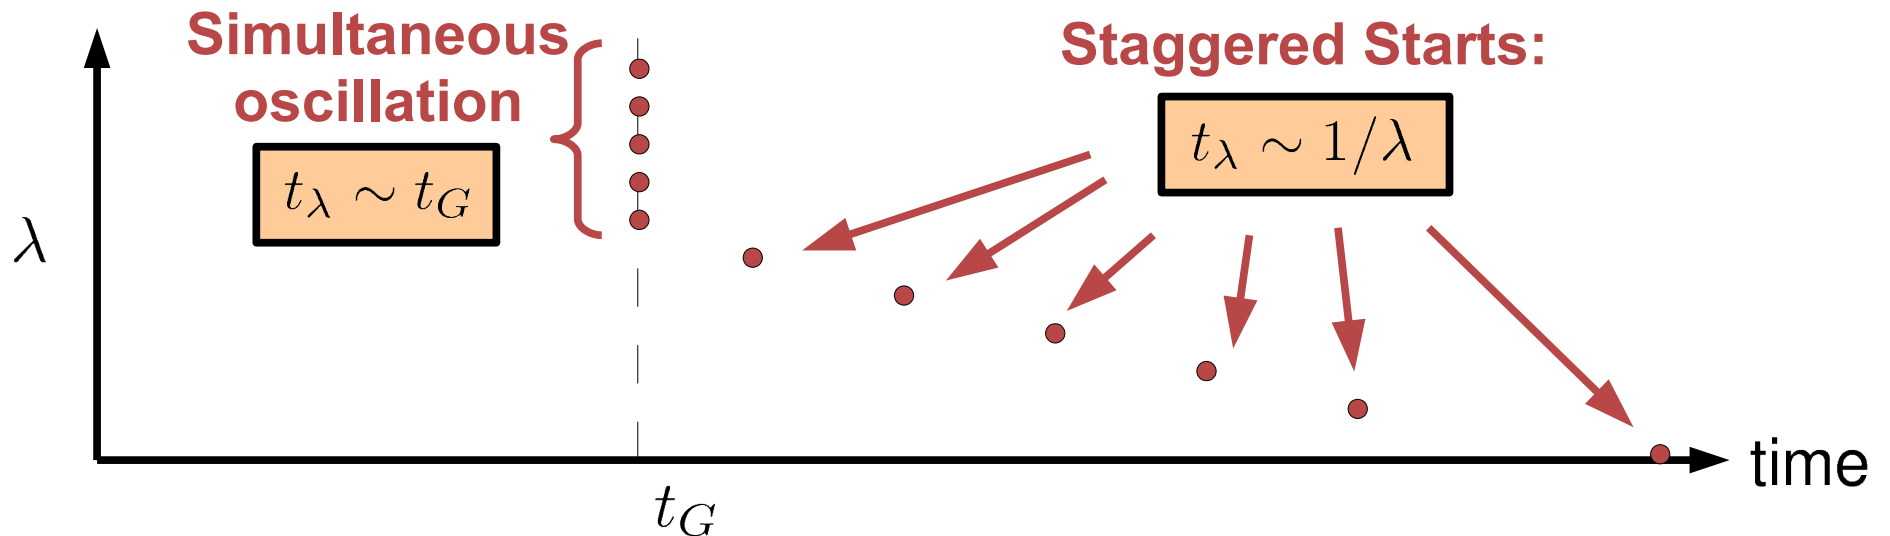 Simultaneous
oscillation
t_λ ∼ t_G
Staggered Starts:
t_λ ∼ 1/λ
λ
time
t_G